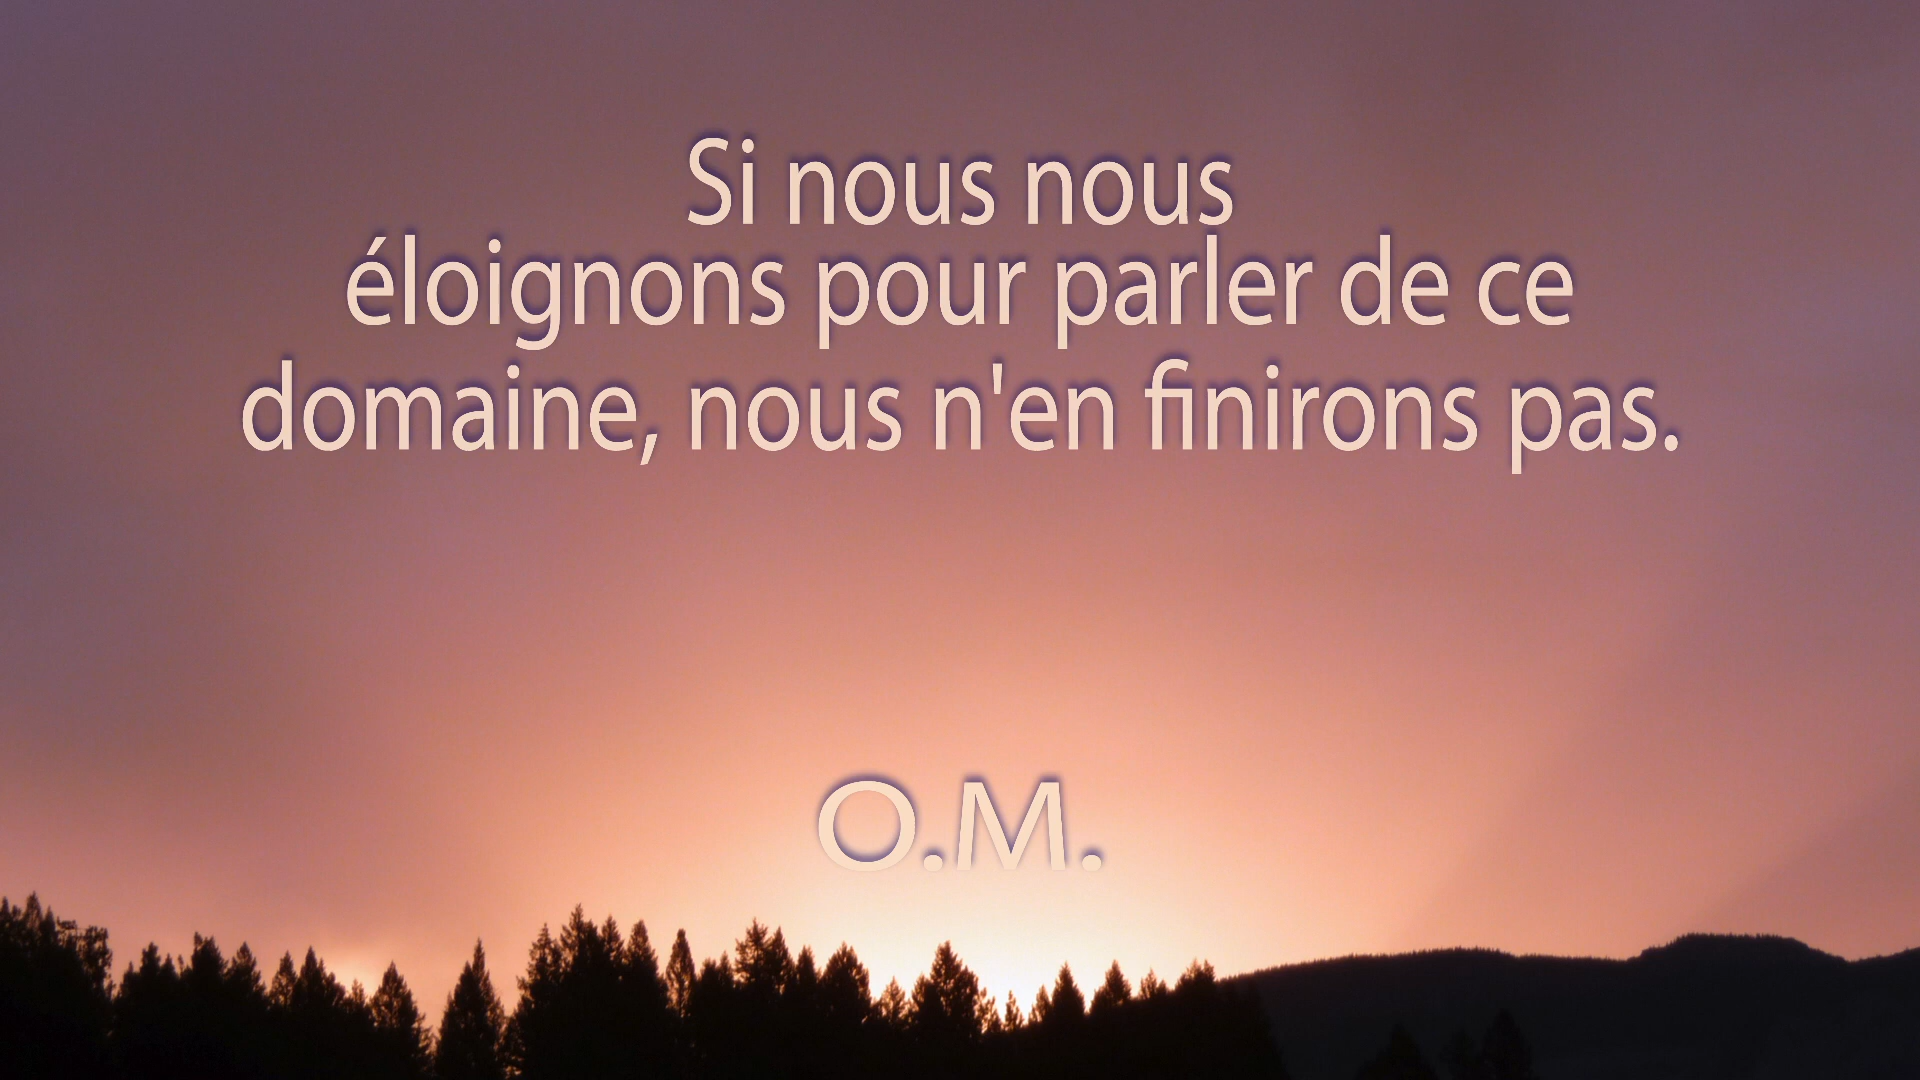 Si nous nous
éloignons pour parler de ce
domaine, nous n'en finirons pas.
O.M.